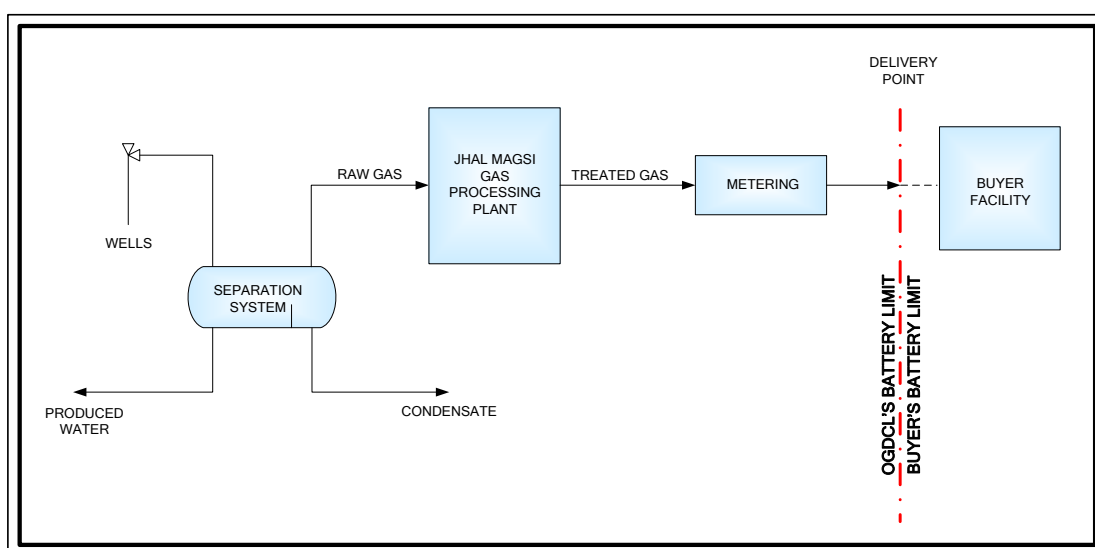 DELIVERY
POINT
JHAL MAGSI
GAS
PROCESSING
PLANT
RAW GAS
TREATED GAS
METERING
BUYER
FACILITY
WELLS
SEPARATION
SYSTEM
PRODUCED
WATER
CONDENSATE
OGDCL'S BATTERY LIMIT
BUYER'S BATTERY LIMIT